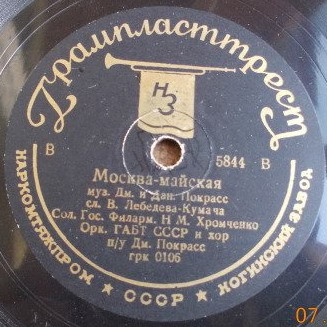 Грампласттрест
НЗ
В 5844 В
Москва-майская
муз. Дм. и Дан. Покрасс
сл. В. Лебедева-Кумача
Сол. Гос. Филарм. Н М. Хромченко
Орк. ГАБТ СССР и хор
п/у Дм. Покрасс
грк 0106
НАРКОМТЯЖПРОМ ★ СССР ★ НОГИНСКИЙ ЗАВОД
07